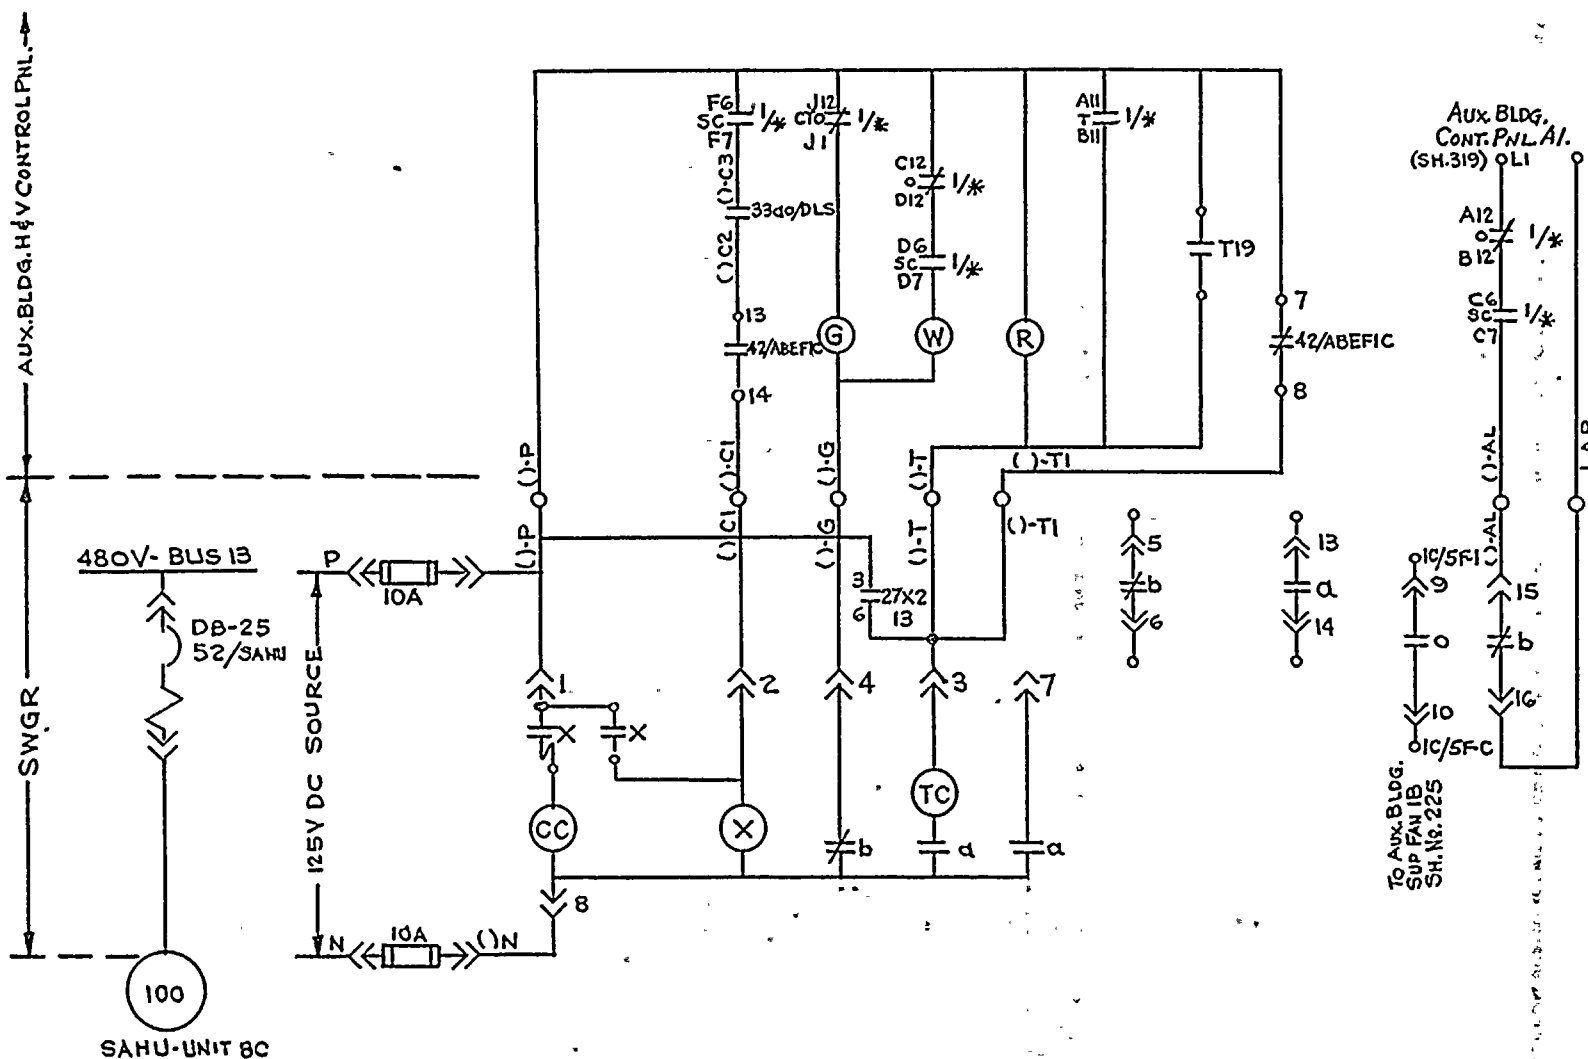 AUX.BLDG.H&V CONTROL PNL.
SWGR
480V-BUS 13
DB-25
52/SAHU
100
SAHU-UNIT 8C
125V DC SOURCE
P
10A
N
10A
()N
()-P
()-P
1
X
X
CC
8
F6
SC 1/*
F7
()-C3
33ao/DLS
()C2
13
42/ABEFIC
14
()-C1
()C1
2
X
J12
1/*
J1
G
()-G
()-G
4
b
3
27X2
6 13
C12
o 1/*
D12
D6
SC 1/*
D7
W
()-T
()-T
3
TC
a
R
7
a
A11
T 1/*
B11
T19
7
42/ABEFIC
8
()-T1
()-T1
5
b
6
13
a
14
AUX. BLDG.
CONT. PNL. A1.
(SH.319) L1
A12
o 1/*
B12
C6
SC 1/*
C7
()-AL
()-AL
15
b
16
1C/5F-1
9
10
1C/5F-C
TO AUX.BLDG.
SUP FAN 1B
SH.No.225